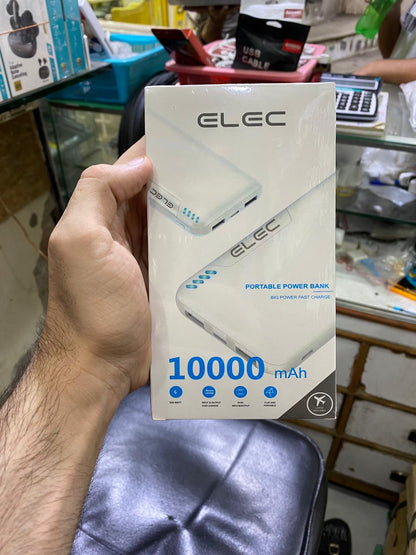 USB
CABLE
ELEC
ELEC
ELEC
PORTABLE POWER BANK
BIG POWER FAST CHARGE
10000 mAh